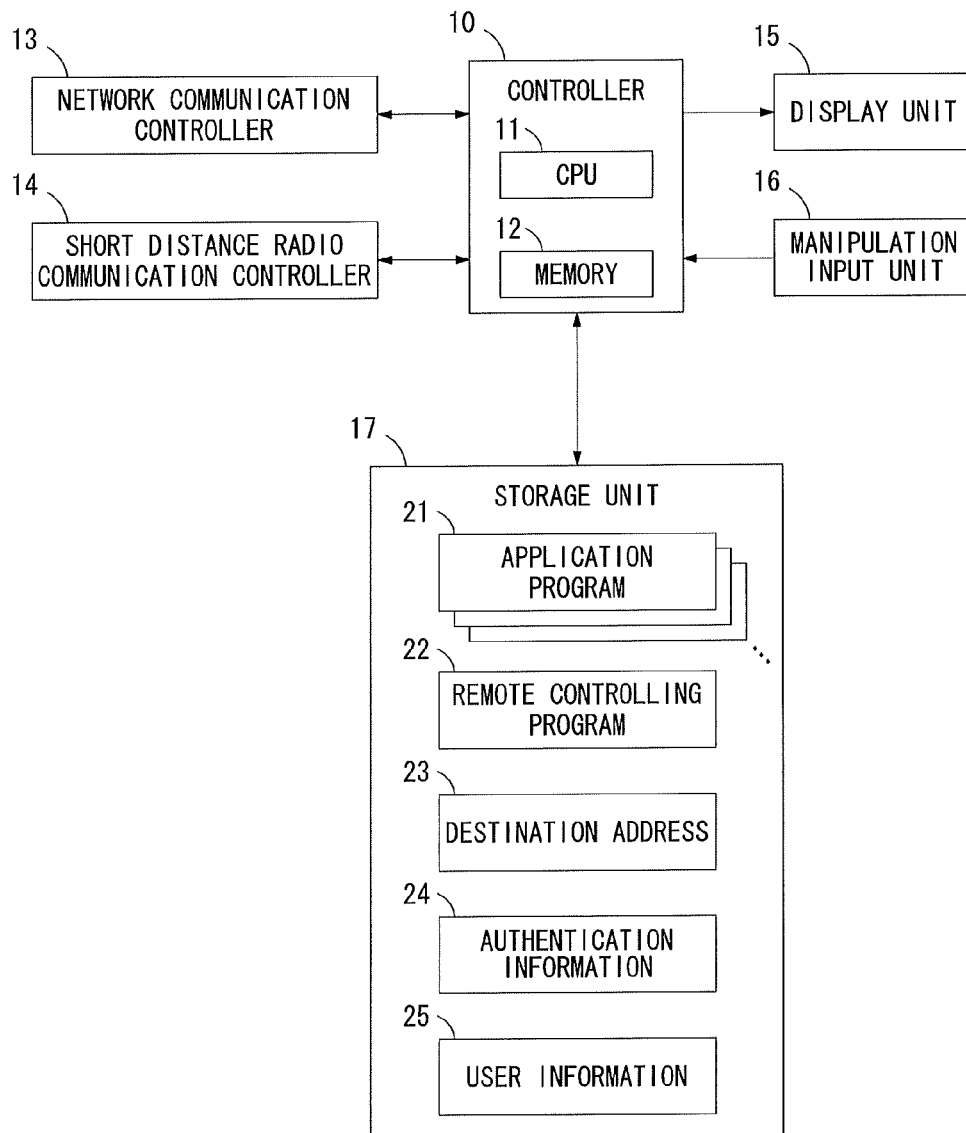 13
NETWORK COMMUNICATION
CONTROLLER
14
SHORT DISTANCE RADIO
COMMUNICATION CONTROLLER
10
CONTROLLER
11
CPU
12
MEMORY
15
DISPLAY UNIT
16
MANIPULATION
INPUT UNIT
17
STORAGE UNIT
21
APPLICATION
PROGRAM
22
REMOTE CONTROLLING
PROGRAM
23
DESTINATION ADDRESS
24
AUTHENTICATION
INFORMATION
25
USER INFORMATION